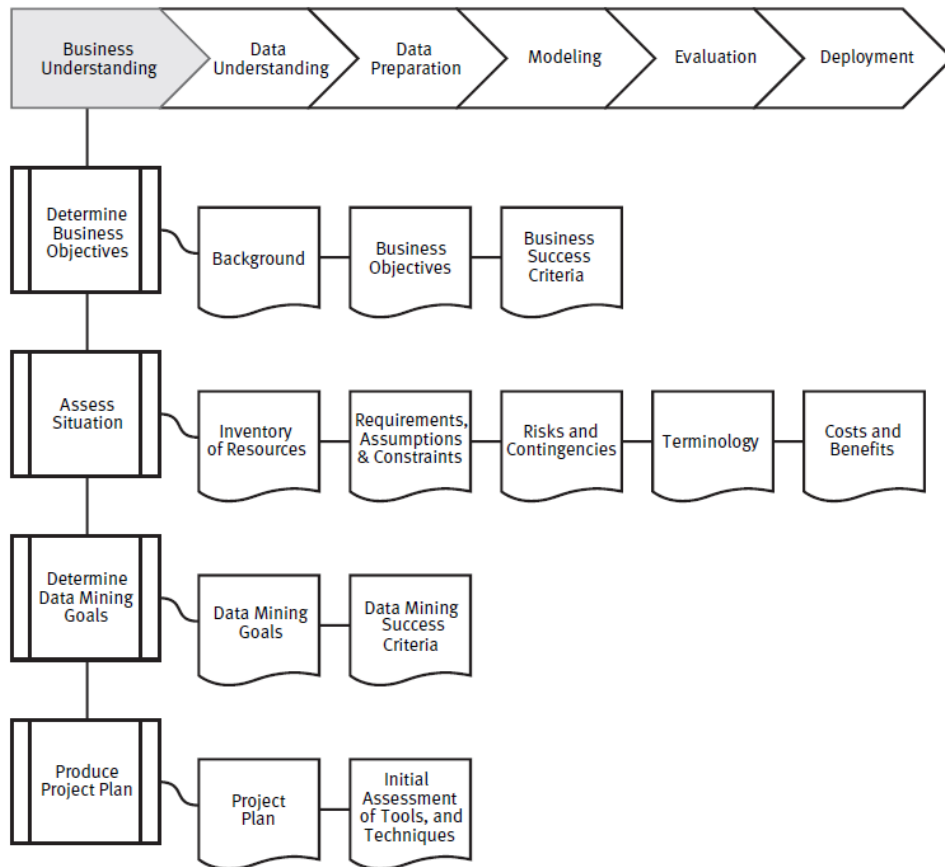 Business
Understanding
Data
Understanding
Data
Preparation
Modeling
Evaluation
Deployment
Determine
Business
Objectives
Background
Business
Objectives
Business
Success
Criteria
Assess
Situation
Inventory
of Resources
Requirements,
Assumptions
& Constraints
Risks and
Contingencies
Terminology
Costs and
Benefits
Determine
Data Mining
Goals
Data Mining
Goals
Data Mining
Success
Criteria
Produce
Project Plan
Project
Plan
Initial
Assessment
of Tools, and
Techniques